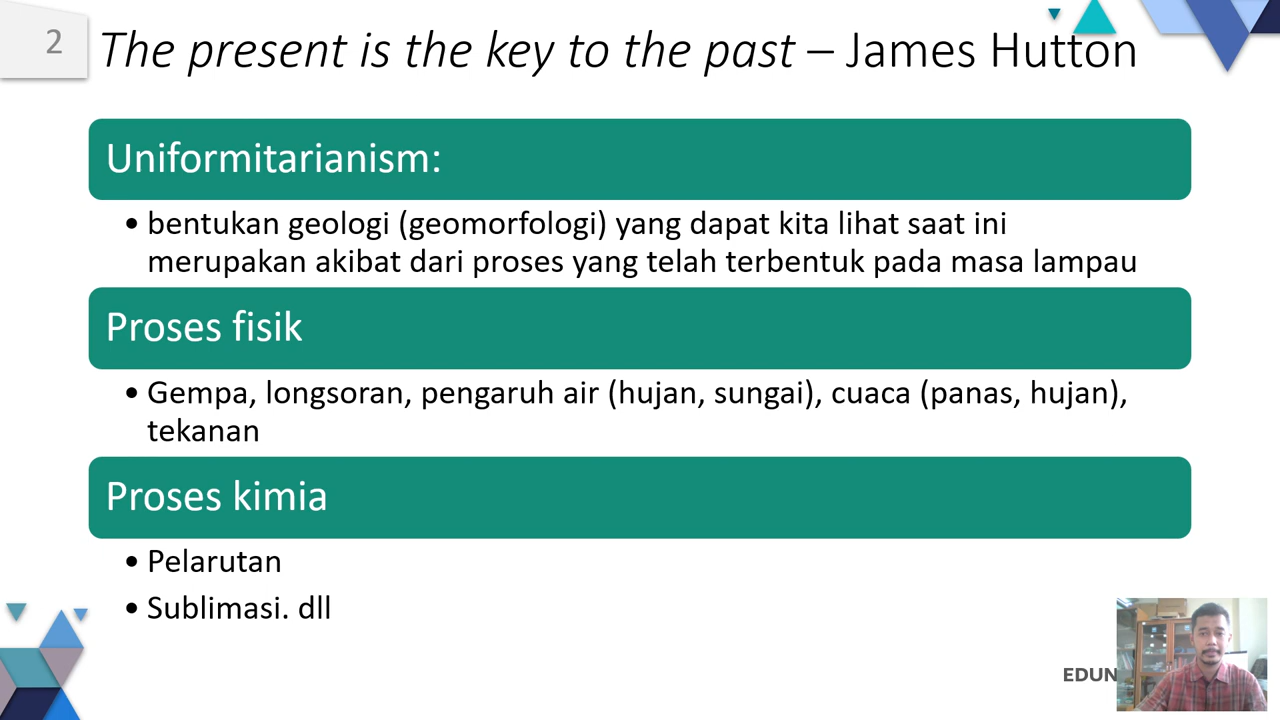 2
The present is the key to the past – James Hutton
Uniformitarianism:
• bentukan geologi (geomorfologi) yang dapat kita lihat saat ini
merupakan akibat dari proses yang telah terbentuk pada masa lampau
Proses fisik
• Gempa, longsoran, pengaruh air (hujan, sungai), cuaca (panas, hujan),
tekanan
Proses kimia
• Pelarutan
• Sublimasi. dll
EDUN